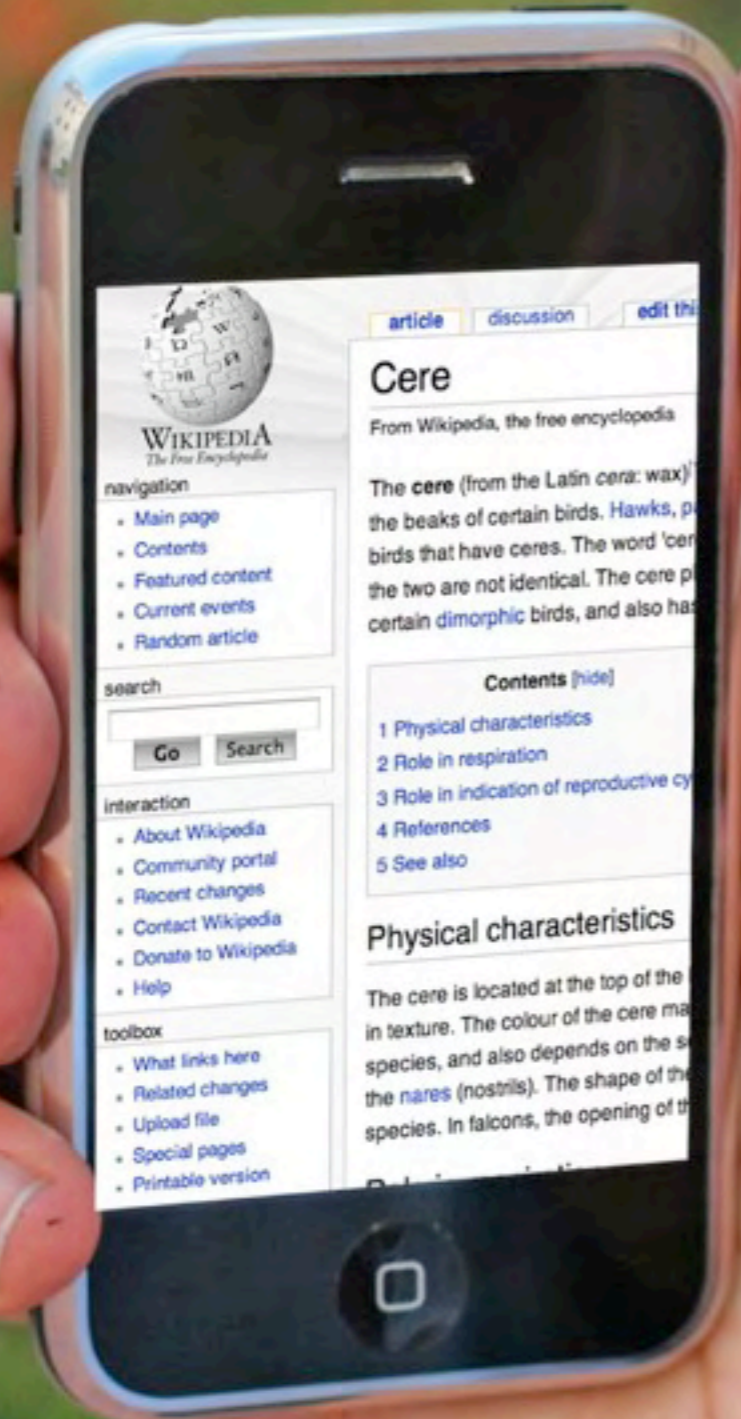 WIKIPEDIA
The Free Encyclopedia
navigation
Main page
Contents
Featured content
Current events
Random article
search
Go Search
interaction
About Wikipedia
Community portal
Recent changes
Contact Wikipedia
Donate to Wikipedia
Help
toolbox
What links here
Related changes
Upload file
Special pages
Printable version
article discussion edit thi
Cere
From Wikipedia, the free encyclopedia
The cere (from the Latin cera: wax)
the beaks of certain birds. Hawks, p
birds that have ceres. The word 'cer
the two are not identical. The cere p
certain dimorphic birds, and also has
Contents [hide]
1 Physical characteristics
2 Role in respiration
3 Role in indication of reproductive cy
4 References
5 See also
Physical characteristics
The cere is located at the top of the
in texture. The colour of the cere ma
species, and also depends on the s
the nares (nostrils). The shape of the
species. In falcons, the opening of th